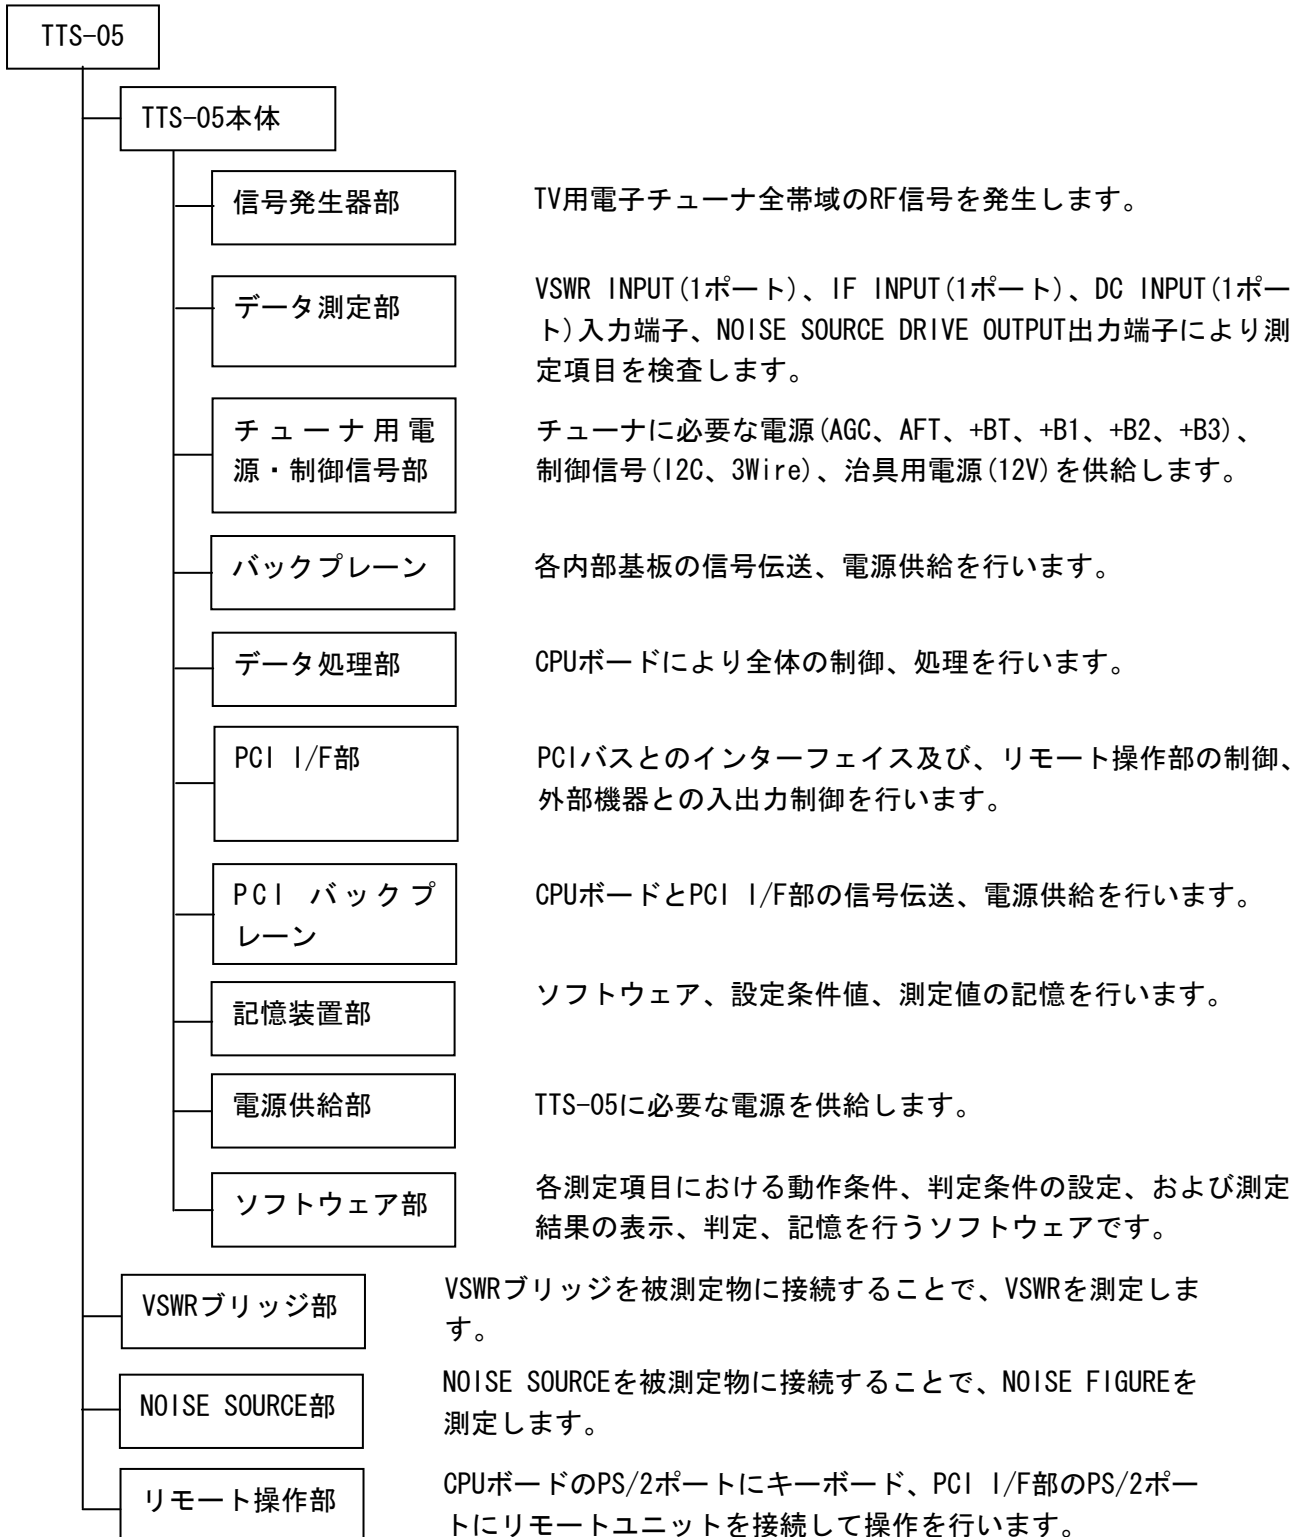 TTS-05
TTS-05本体
信号発生器部
TV用電子チューナ全帯域のRF信号を発生します。
データ測定部
VSWR INPUT(1ポート)、IF INPUT(1ポート)、DC INPUT(1ポー
ト)入力端子、NOISE SOURCE DRIVE OUTPUT出力端子により測
定項目を検査します。
チューナ用電
源・制御信号部
チューナに必要な電源(AGC、AFT、+BT、+B1、+B2、+B3)、
制御信号(I2C、3Wire)、治具用電源(12V)を供給します。
バックプレーン
各内部基板の信号伝送、電源供給を行います。
データ処理部
CPUボードにより全体の制御、処理を行います。
PCI I/F部
PCIバスとのインターフェイス及び、リモート操作部の制御、
外部機器との入出力制御を行います。
PCI バックプ
レーン
CPUボードとPCI I/F部の信号伝送、電源供給を行います。
記憶装置部
ソフトウェア、設定条件値、測定値の記憶を行います。
電源供給部
TTS-05に必要な電源を供給します。
ソフトウェア部
各測定項目における動作条件、判定条件の設定、および測定
結果の表示、判定、記憶を行うソフトウェアです。
VSWRブリッジ部
VSWRブリッジを被測定物に接続することで、VSWRを測定しま
す。
NOISE SOURCE部
NOISE SOURCEを被測定物に接続することで、NOISE FIGUREを
測定します。
リモート操作部
CPUボードのPS/2ポートにキーボード、PCI I/F部のPS/2ポー
トにリモートユニットを接続して操作を行います。